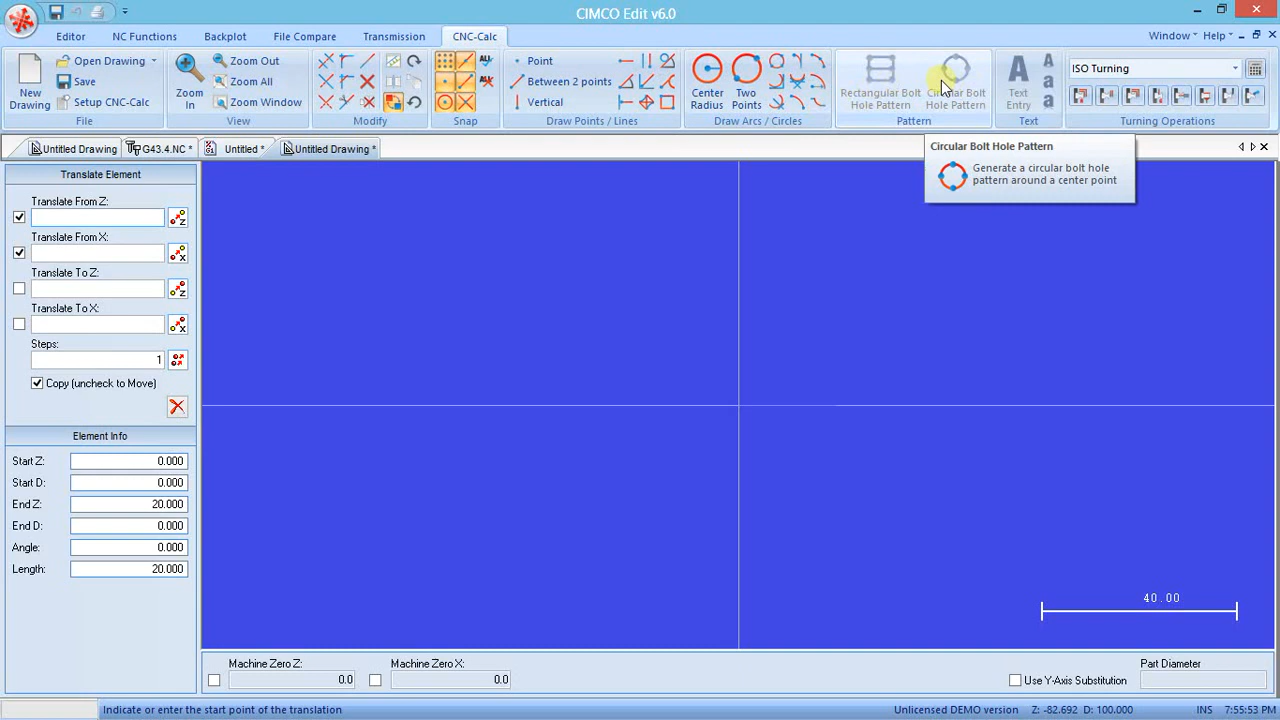 CIMCO Edit v6.0
Editor
NC Functions
Backplot
File Compare
Transmission
CNC-Calc
Window
Help
New Drawing
Open Drawing
Save
Setup CNC-Calc
File
Zoom In
Zoom Out
Zoom All
Zoom Window
View
Modify
Snap
Point
Between 2 points
Vertical
Draw Points / Lines
Center Radius
Two Points
Draw Arcs / Circles
Rectangular Bolt Hole Pattern
Circular Bolt Hole Pattern
Pattern
Text Entry
Text
ISO Turning
Turning Operations
Untitled Drawing
G43.4.NC *
Untitled *
Untitled Drawing *
Circular Bolt Hole Pattern
Generate a circular bolt hole
pattern around a center point
Translate Element
Translate From Z:
Translate From X:
Translate To Z:
Translate To X:
Steps:
1
Copy (uncheck to Move)
Element Info
Start Z: 0.000
Start D: 0.000
End Z: 20.000
End D: 0.000
Angle: 0.000
Length: 20.000
40.00
Machine Zero Z:
0.0
Machine Zero X:
0.0
Use Y-Axis Substitution
Part Diameter
Indicate or enter the start point of the translation
Unlicensed DEMO version
Z: -82.692 D: 100.000
INS
7:55:53 PM